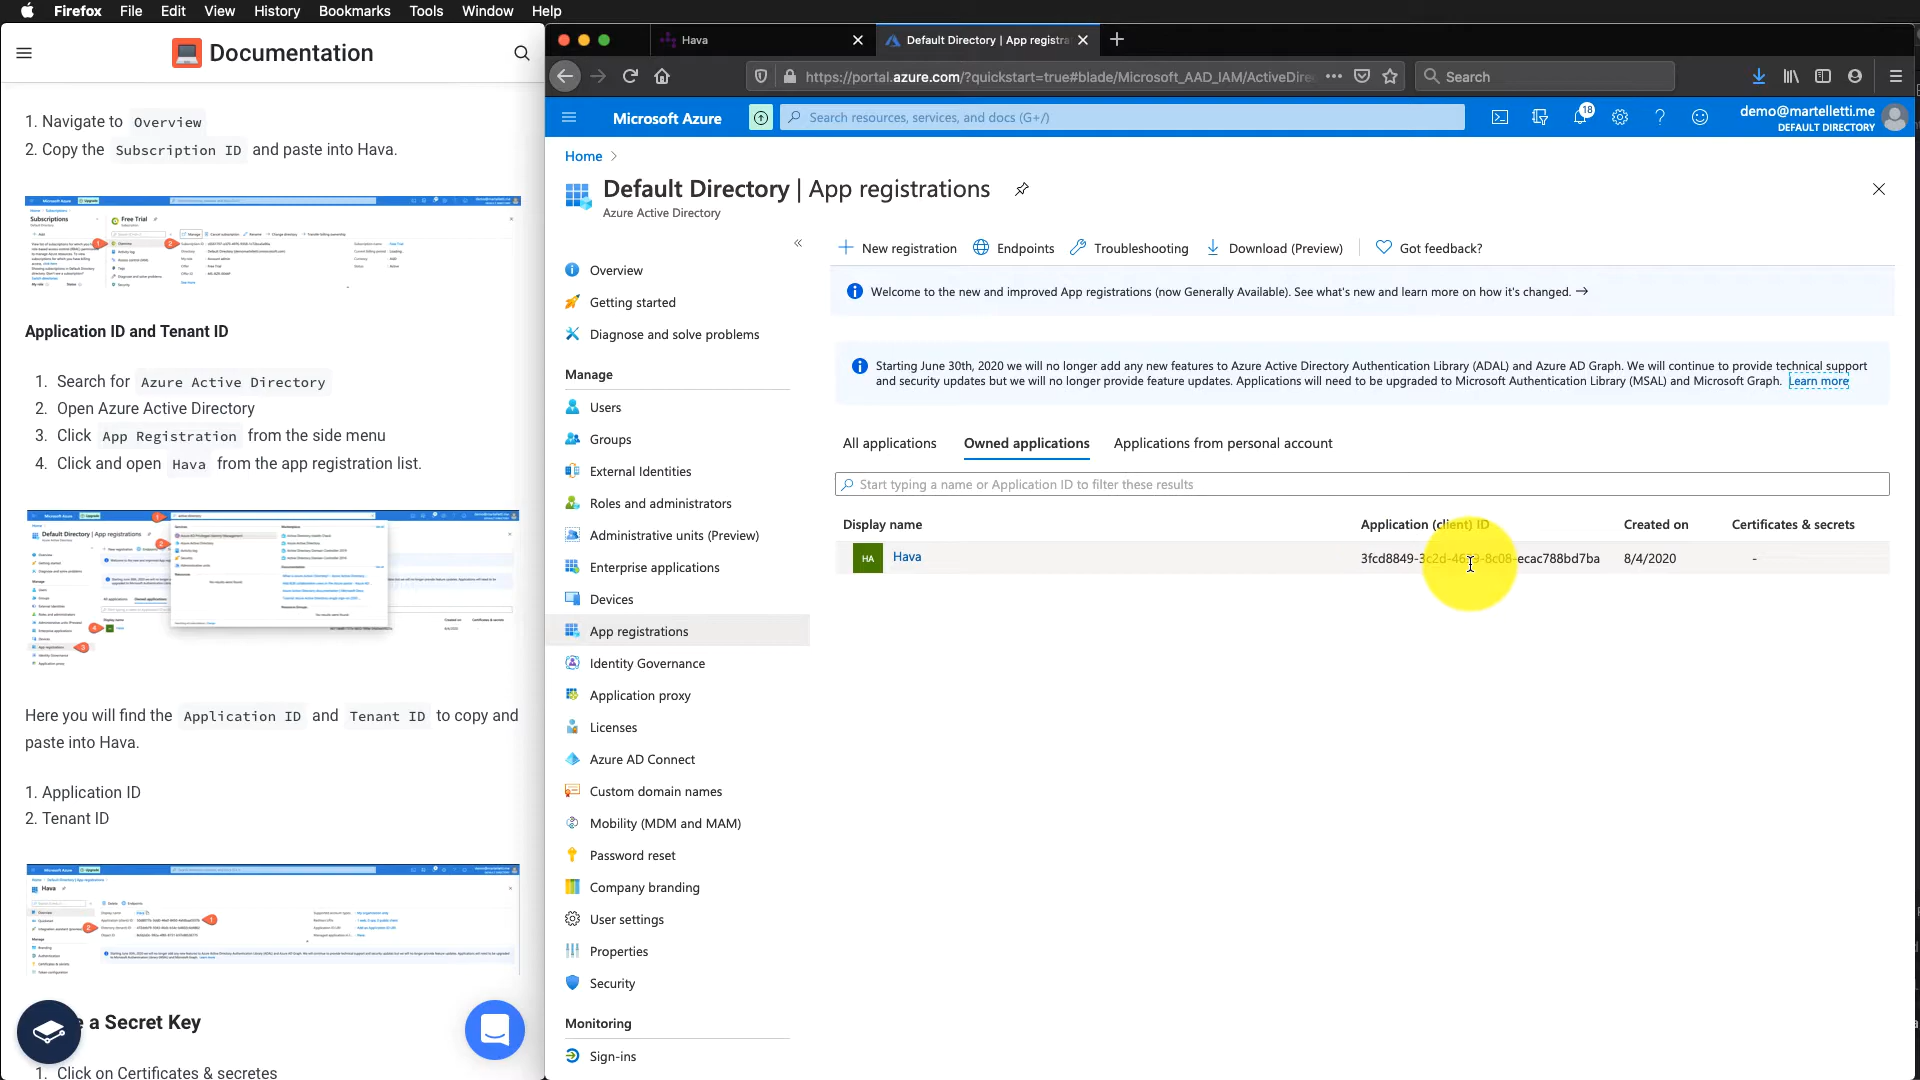 Firefox File Edit View History Bookmarks Tools Window Help
Documentation
1. Navigate to Overview
2. Copy the Subscription ID and paste into Hava.
Application ID and Tenant ID
1. Search for Azure Active Directory
2. Open Azure Active Directory
3. Click App Registration from the side menu
4. Click and open Hava from the app registration list.
Here you will find the Application ID and Tenant ID to copy and
paste into Hava.
1. Application ID
2. Tenant ID
a Secret Key
1. Click on Certificates & secretes
Hava
Default Directory | App registra
https://portal.azure.com/?quickstart=true#blade/Microsoft_AAD_IAM/ActiveDire
Search
Microsoft Azure
Search resources, services, and docs (G+/)
18
demo@martelletti.me
DEFAULT DIRECTORY
Home
Default Directory | App registrations
Azure Active Directory
New registration
Endpoints
Troubleshooting
Download (Preview)
Got feedback?
Overview
Getting started
Diagnose and solve problems
Manage
Users
Groups
External Identities
Roles and administrators
Administrative units (Preview)
Enterprise applications
Devices
App registrations
Identity Governance
Application proxy
Licenses
Azure AD Connect
Custom domain names
Mobility (MDM and MAM)
Password reset
Company branding
User settings
Properties
Security
Monitoring
Sign-ins
Welcome to the new and improved App registrations (now Generally Available). See what's new and learn more on how it's changed. →
Starting June 30th, 2020 we will no longer add any new features to Azure Active Directory Authentication Library (ADAL) and Azure AD Graph. We will continue to provide technical support
and security updates but we will no longer provide feature updates. Applications will need to be upgraded to Microsoft Authentication Library (MSAL) and Microsoft Graph. Learn more
All applications
Owned applications
Applications from personal account
Start typing a name or Application ID to filter these results
Display name
Application (client) ID
Created on
Certificates & secrets
HA
Hava
8/4/2020
-